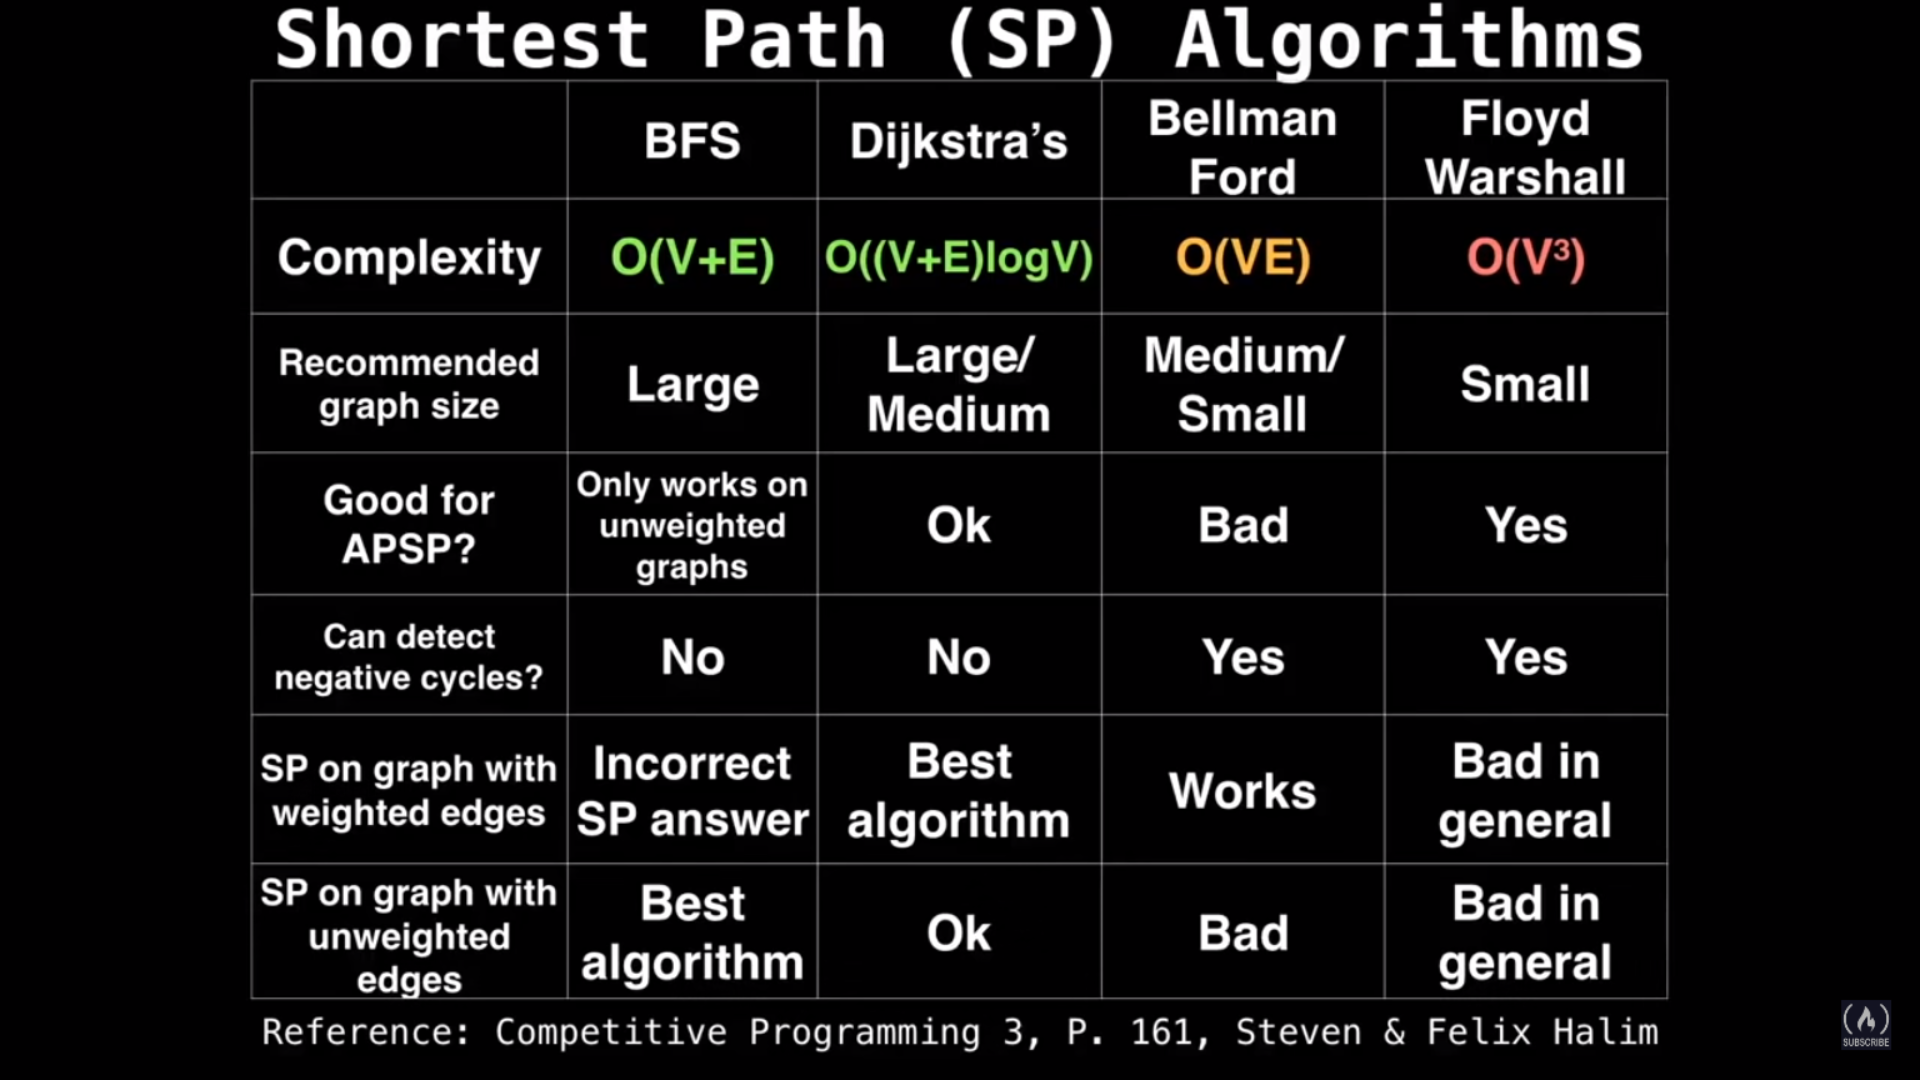 Shortest Path (SP) Algorithms
BFS
Dijkstra’s
Bellman
Ford
Floyd
Warshall
Complexity
O(V+E)
O((V+E)logV)
O(VE)
O(V³)
Recommended
graph size
Large
Large/
Medium
Medium/
Small
Small
Good for
APSP?
Only works on
unweighted
graphs
Ok
Bad
Yes
Can detect
negative cycles?
No
No
Yes
Yes
SP on graph with
weighted edges
Incorrect
SP answer
Best
algorithm
Works
Bad in
general
SP on graph with
unweighted
edges
Best
algorithm
Ok
Bad
Bad in
general
Reference: Competitive Programming 3, P. 161, Steven & Felix Halim
SUBSCRIBE